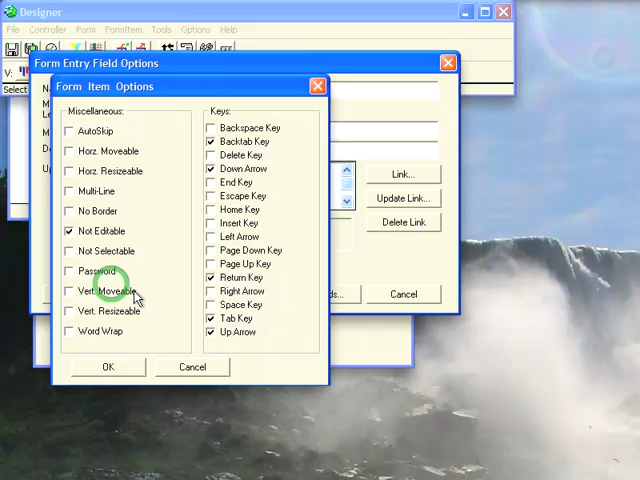 Designer
File Controller Form FormItem Tools Options Help
V:
Select
Form Entry Field Options
Link...
Update Link...
Delete Link
Cancel
Form Item Options
Miscellaneous:
AutoSkip
Horz. Moveable
Horz. Resizeable
Multi-Line
No Border
Not Editable
Not Selectable
Password
Vert. Moveable
Vert. Resizeable
Word Wrap
Keys:
Backspace Key
Backtab Key
Delete Key
Down Arrow
End Key
Escape Key
Home Key
Insert Key
Left Arrow
Page Down Key
Page Up Key
Return Key
Right Arrow
Space Key
Tab Key
Up Arrow
OK
Cancel